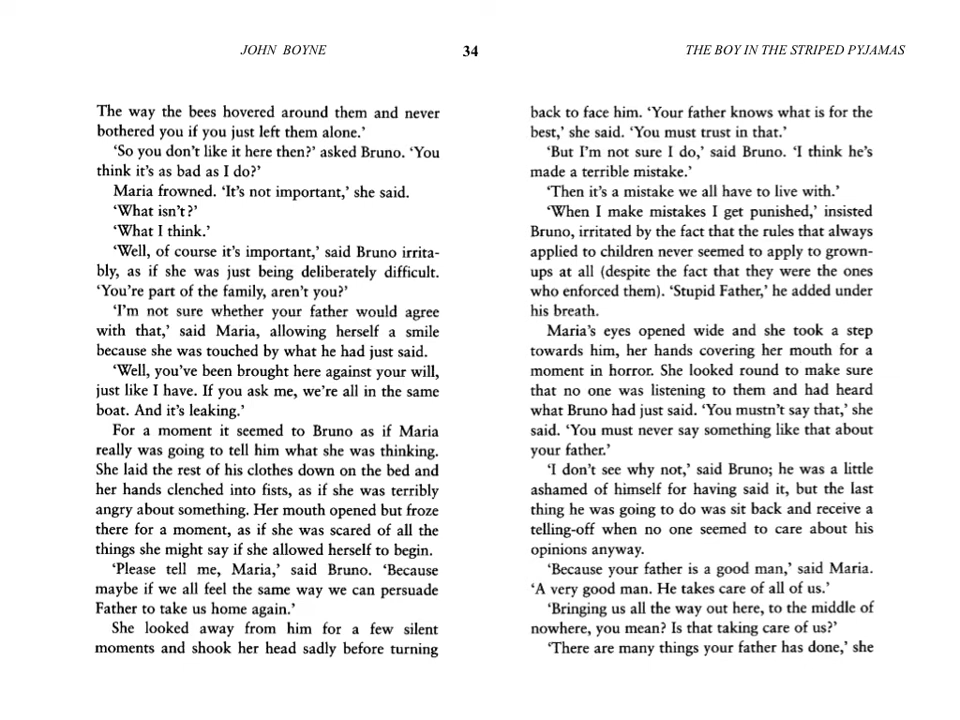 JOHN BOYNE
34
THE BOY IN THE STRIPED PYJAMAS
The way the bees hovered around them and never
bothered you if you just left them alone.’
‘So you don’t like it here then?’ asked Bruno. ‘You
think it’s as bad as I do?’
Maria frowned. ‘It’s not important,’ she said.
‘What isn’t?’
‘What I think.’
‘Well, of course it’s important,’ said Bruno irrita-
bly, as if she was just being deliberately difficult.
‘You’re part of the family, aren’t you?’
‘I’m not sure whether your father would agree
with that,’ said Maria, allowing herself a smile
because she was touched by what he had just said.
‘Well, you’ve been brought here against your will,
just like I have. If you ask me, we’re all in the same
boat. And it’s leaking.’
For a moment it seemed to Bruno as if Maria
really was going to tell him what she was thinking.
She laid the rest of his clothes down on the bed and
her hands clenched into fists, as if she was terribly
angry about something. Her mouth opened but froze
there for a moment, as if she was scared of all the
things she might say if she allowed herself to begin.
‘Please tell me, Maria,’ said Bruno. ‘Because
maybe if we all feel the same way we can persuade
Father to take us home again.’
She looked away from him for a few silent
moments and shook her head sadly before turning
back to face him. ‘Your father knows what is for the
best,’ she said. ‘You must trust in that.’
‘But I’m not sure I do,’ said Bruno. ‘I think he’s
made a terrible mistake.’
‘Then it’s a mistake we all have to live with.’
‘When I make mistakes I get punished,’ insisted
Bruno, irritated by the fact that the rules that always
applied to children never seemed to apply to grown-
ups at all (despite the fact that they were the ones
who enforced them). ‘Stupid Father,’ he added under
his breath.
Maria’s eyes opened wide and she took a step
towards him, her hands covering her mouth for a
moment in horror. She looked round to make sure
that no one was listening to them and had heard
what Bruno had just said. ‘You mustn’t say that,’ she
said. ‘You must never say something like that about
your father.’
‘I don’t see why not,’ said Bruno; he was a little
ashamed of himself for having said it, but the last
thing he was going to do was sit back and receive a
telling-off when no one seemed to care about his
opinions anyway.
‘Because your father is a good man,’ said Maria.
‘A very good man. He takes care of all of us.’
‘Bringing us all the way out here, to the middle of
nowhere, you mean? Is that taking care of us?’
‘There are many things your father has done,’ she